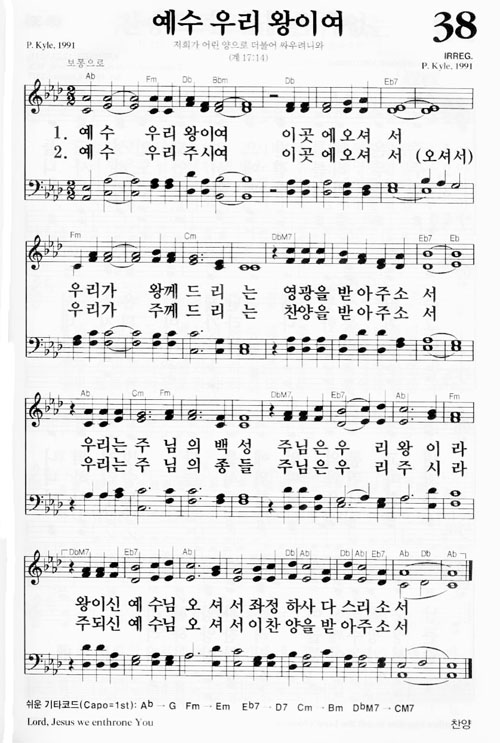 예수 우리 왕이여
38
P. Kyle, 1991
저희가 어린 양으로 더불어 싸우려니와
(계 17:14)
IRREG.
P. Kyle, 1991
보통으로
Ab Fm Db Bbm Db Ab Eb7
1. 예수 우리 왕이여 이곳 에 오셔 서
2. 예수 우리 주시여 이곳 에 오셔 서 (오셔서)
Fm Cm DbM7 Eb7 Eb
우리가 왕께 드 리 는 영광을 받 아주소 서
우리가 주께 드 리 는 찬양을 받 아주소 서
Ab Cm Fm DbM7 Eb7 Cm Fm
우리는 주 님 의 백 성 주님은 우 리 왕 이 라
우리는 주 님 의 종 들 주님은 우 리 주 시 라
DbM7 Eb7 Ab Db Ab Db Ab Eb7 Ab Db Ab
왕이신 예 수님 오 셔 서 좌정 하사 다 스리 소서
주되신 예 수님 오 셔 서 이찬 양을 받 아주 소서
쉬운 기타코드(Capo=1st): Ab → G Fm → Em Eb7 → D7 Cm → Bm DbM7 → CM7
Lord, Jesus we enthrone You
찬양